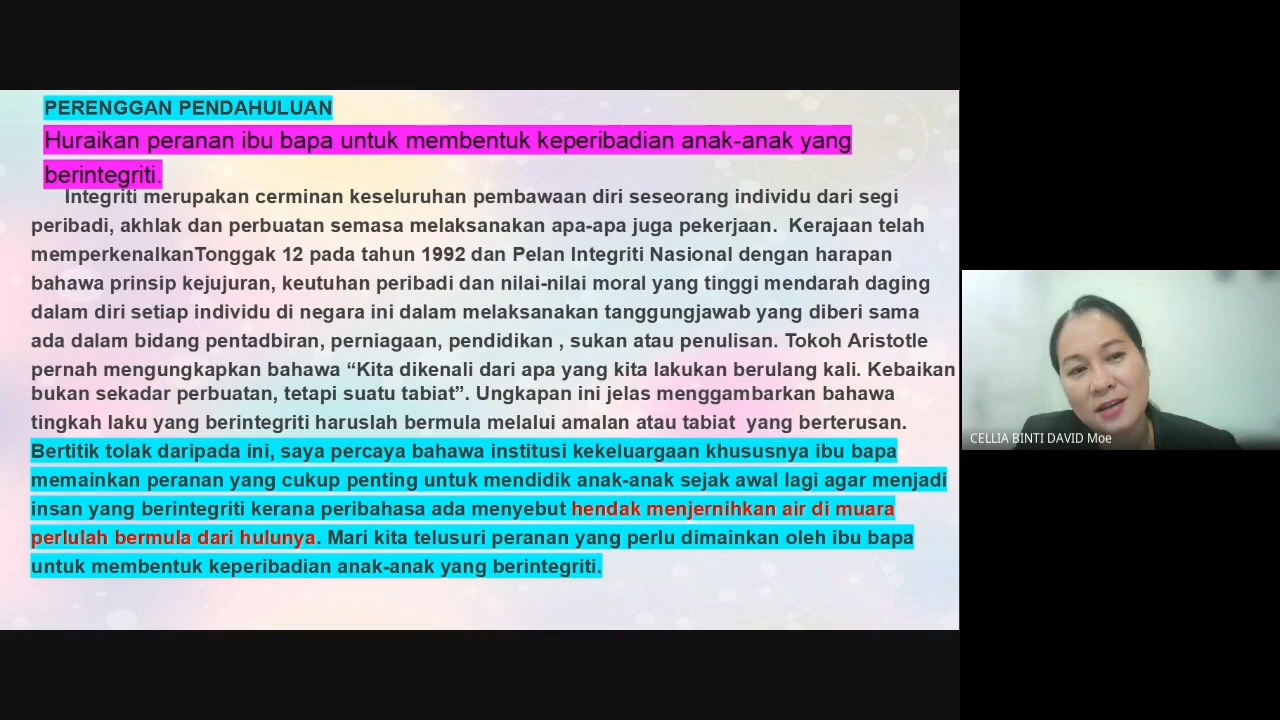 PERENGGAN PENDAHULUAN
Huraikan peranan ibu bapa untuk membentuk keperibadian anak-anak yang
berintegriti.
Integriti merupakan cerminan keseluruhan pembawaan diri seseorang individu dari segi
peribadi, akhlak dan perbuatan semasa melaksanakan apa-apa juga pekerjaan. Kerajaan telah
memperkenalkanTonggak 12 pada tahun 1992 dan Pelan Integriti Nasional dengan harapan
bahawa prinsip kejujuran, keutuhan peribadi dan nilai-nilai moral yang tinggi mendarah daging
dalam diri setiap individu di negara ini dalam melaksanakan tanggungjawab yang diberi sama
ada dalam bidang pentadbiran, perniagaan, pendidikan , sukan atau penulisan. Tokoh Aristotle
pernah mengungkapkan bahawa “Kita dikenali dari apa yang kita lakukan berulang kali. Kebaikan
bukan sekadar perbuatan, tetapi suatu tabiat”. Ungkapan ini jelas menggambarkan bahawa
tingkah laku yang berintegriti haruslah bermula melalui amalan atau tabiat yang berterusan.
Bertitik tolak daripada ini, saya percaya bahawa institusi kekeluargaan khususnya ibu bapa
memainkan peranan yang cukup penting untuk mendidik anak-anak sejak awal lagi agar menjadi
insan yang berintegriti kerana peribahasa ada menyebut hendak menjernihkan air di muara
perlulah bermula dari hulunya. Mari kita telusuri peranan yang perlu dimainkan oleh ibu bapa
untuk membentuk keperibadian anak-anak yang berintegriti.
CELLIA BINTI DAVID Moe